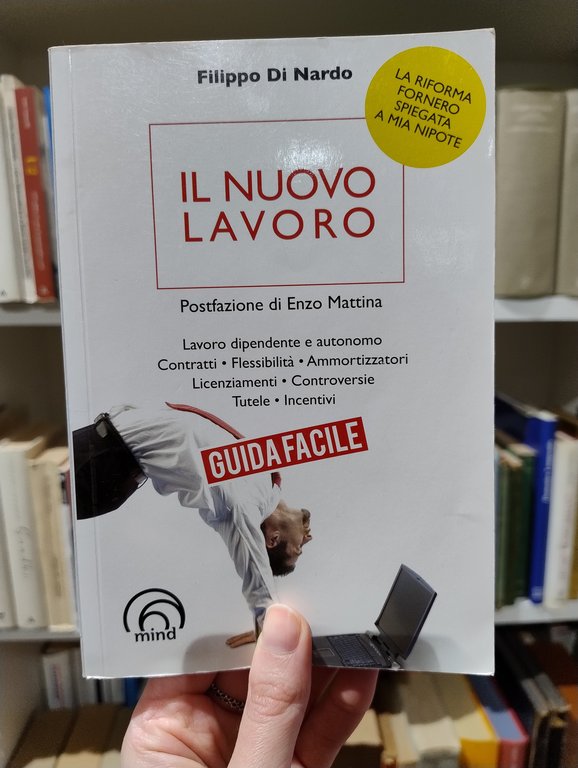 Filippo Di Nardo
LA RIFORMA
FORNERO
SPIEGATA
A MIA NIPOTE
IL NUOVO
LAVORO
Postfazione di Enzo Mattina
Lavoro dipendente e autonomo
Contratti • Flessibilità • Ammortizzatori
Licenziamenti • Controversie
Tutele • Incentivi
GUIDA FACILE
mind